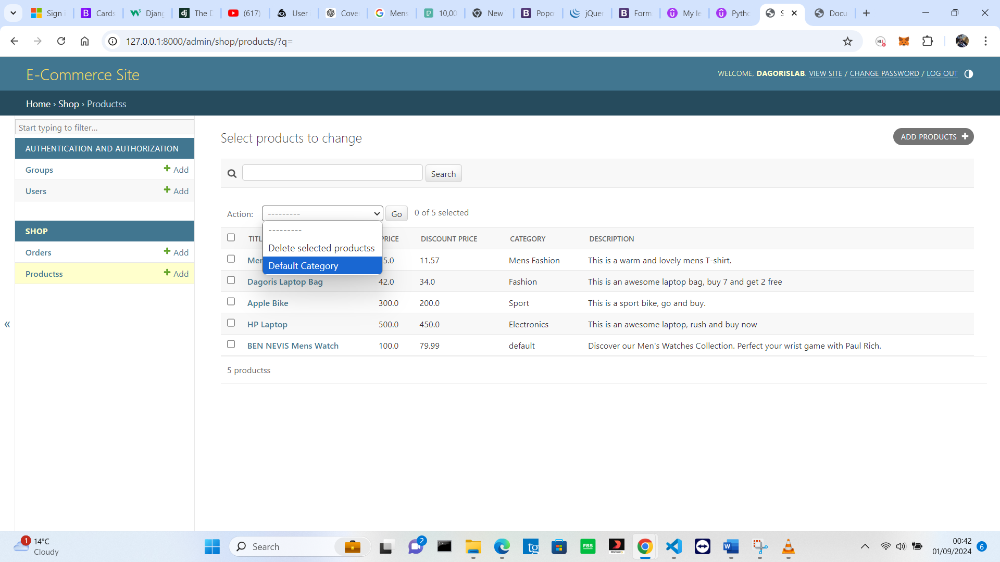 Sign i
Cards
Djang
The D
(617)
User
Cover
Mens
10,00
New
Popo
jQuer
Form
My le
Pytho
S
Docu
127.0.0.1:8000/admin/shop/products/?q=
E-Commerce Site
WELCOME, DAGORISLAB. VIEW SITE / CHANGE PASSWORD / LOG OUT
Home › Shop › Productss
Start typing to filter...
AUTHENTICATION AND AUTHORIZATION
Groups
Add
Users
Add
SHOP
Orders
Add
Productss
Add
«
Select products to change
ADD PRODUCTS
Search
Action:
---------
Go
0 of 5 selected
---------
Delete selected productss
Default Category
TITL
PRICE
DISCOUNT PRICE
CATEGORY
DESCRIPTION
Men
5.0
11.57
Mens Fashion
This is a warm and lovely mens T-shirt.
Dagoris Laptop Bag
42.0
34.0
Fashion
This is an awesome laptop bag, buy 7 and get 2 free
Apple Bike
300.0
200.0
Sport
This is a sport bike, go and buy.
HP Laptop
500.0
450.0
Electronics
This is an awesome laptop, rush and buy now
BEN NEVIS Mens Watch
100.0
79.99
default
Discover our Men's Watches Collection. Perfect your wrist game with Paul Rich.
5 productss
1
14°C
Cloudy
Search
2
tg
FBS
00:42
01/09/2024
6